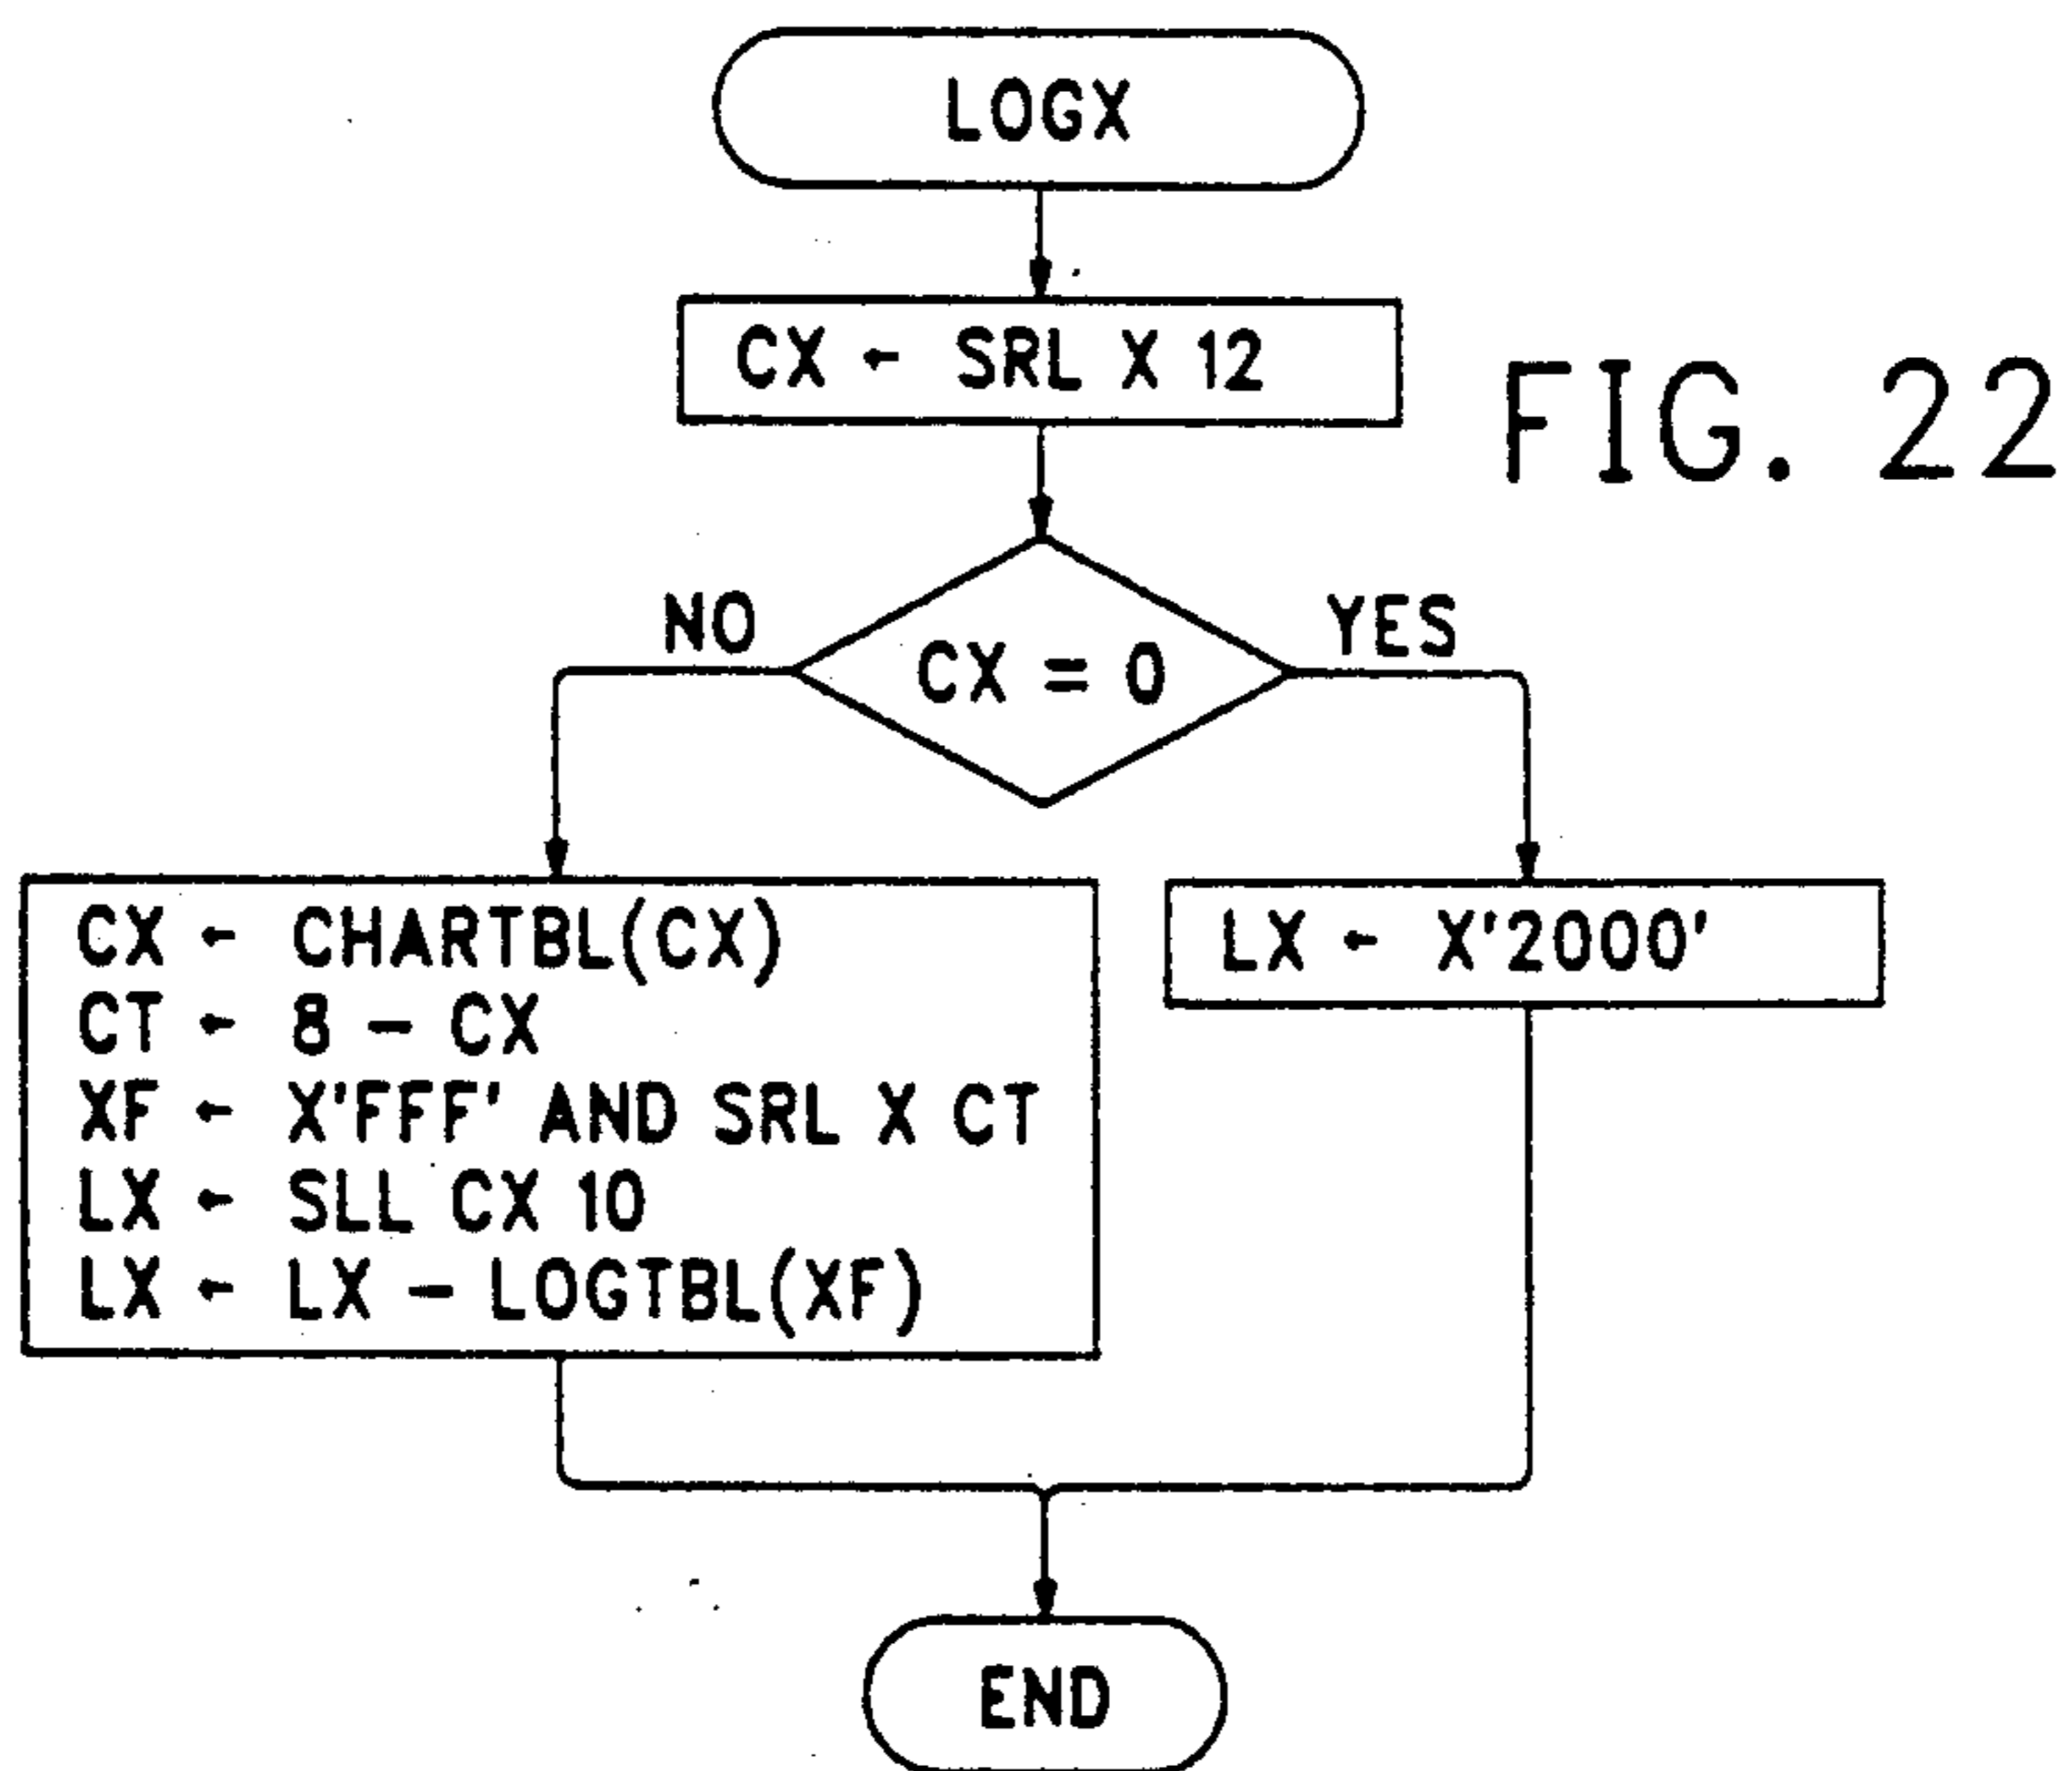 LOGX
CX ← SRL X 12
FIG. 22
NO
YES
CX = 0
CX ← CHARTBL(CX)
CT ← 8 - CX
XF ← X'FFF' AND SRL X CT
LX ← SLL CX 10
LX ← LX - LOGTBL(XF)
LX ← X'2000'
END